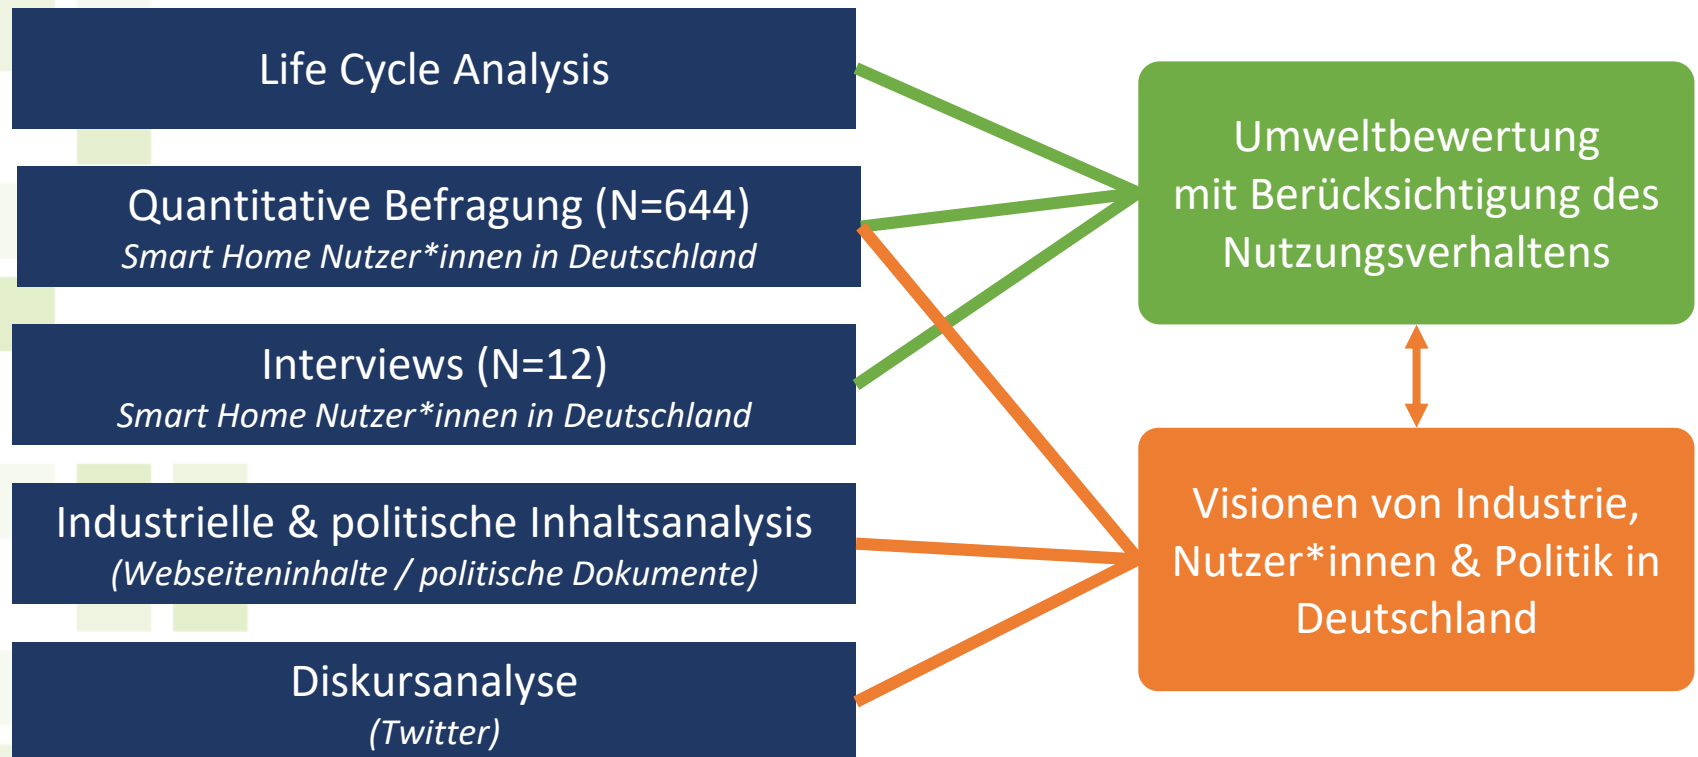 Life Cycle Analysis
Quantitative Befragung (N=644)
Smart Home Nutzer*innen in Deutschland
Interviews (N=12)
Smart Home Nutzer*innen in Deutschland
Industrielle & politische Inhaltsanalysis
(Webseiteninhalte / politische Dokumente)
Diskursanalyse
(Twitter)
Umweltbewertung
mit Berücksichtigung des
Nutzungsverhaltens
Visionen von Industrie,
Nutzer*innen & Politik in
Deutschland